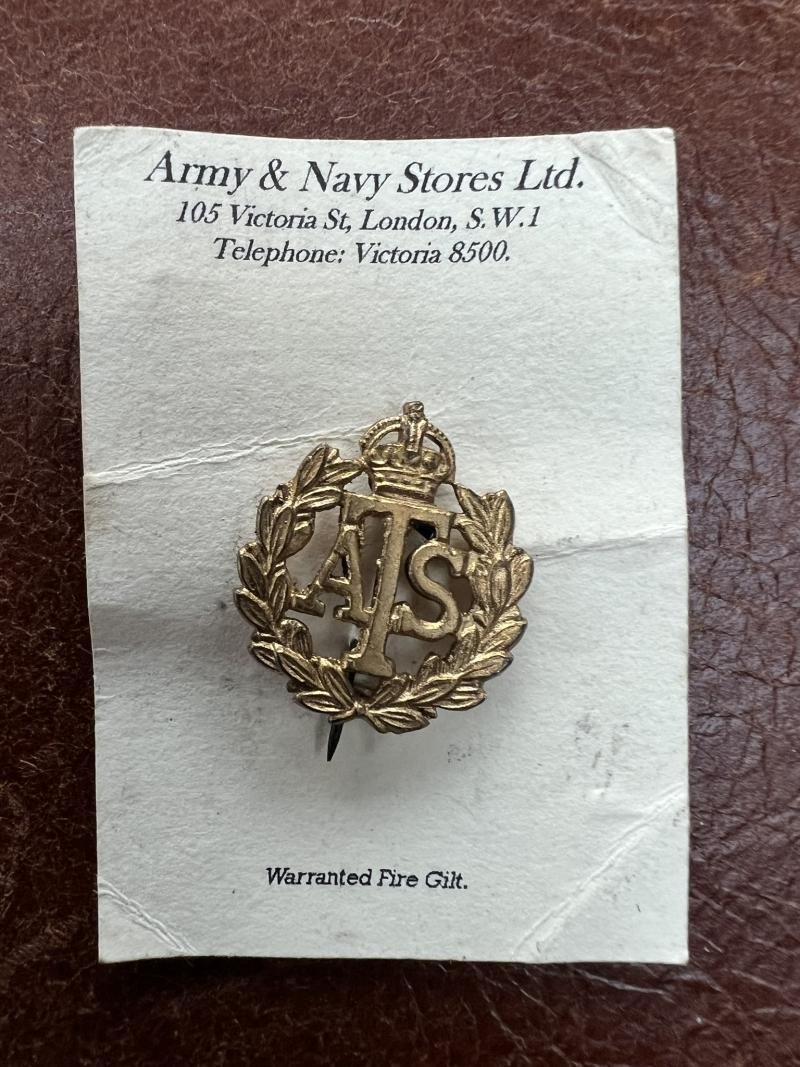 Army & Navy Stores Ltd.
105 Victoria St, London, S.W.1
Telephone: Victoria 8500.
ATS
Warranted Fire Gilt.